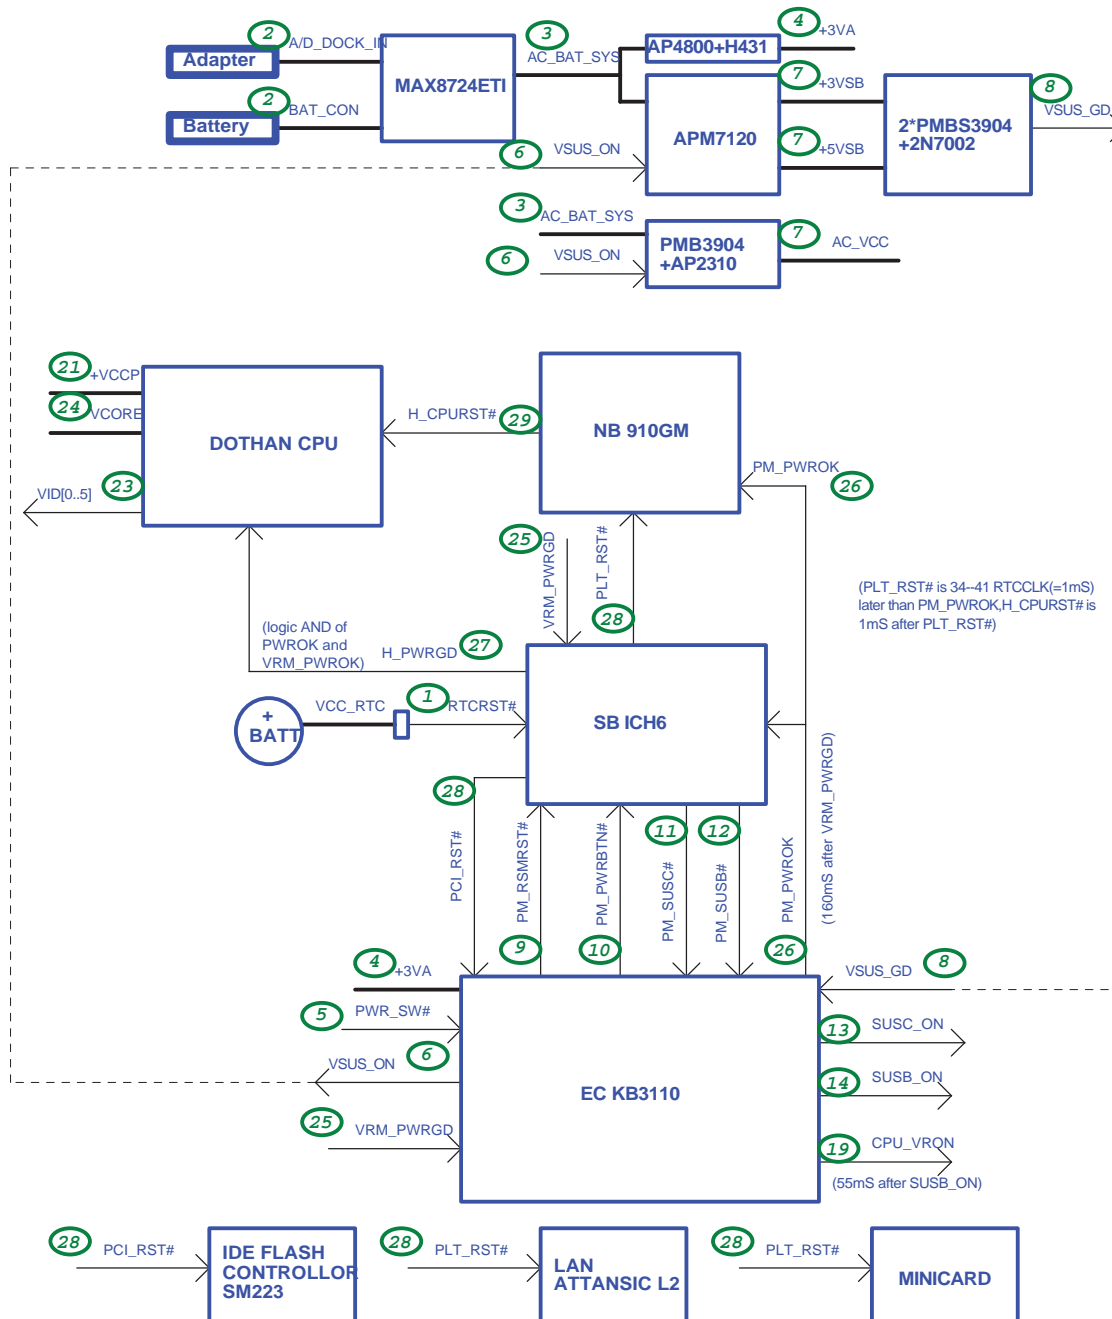 2
A/D_DOCK_IN
Adapter
2
BAT_CON
Battery
MAX8724ETI
3
AC_BAT_SYS
4
+3VA
AP4800+H431
7
+3VSB
APM7120
7
+5VSB
2*PMBS3904
+2N7002
8
VSUS_GD
6
VSUS_ON
3
AC_BAT_SYS
6
VSUS_ON
PMB3904
+AP2310
7
AC_VCC
21
+VCCP
24
VCORE
23
VID[0..5]
DOTHAN CPU
H_CPURST#
29
NB 910GM
PM_PWROK
26
25
VRM_PWRGD
PLT_RST#
28
(PLT_RST# is 34--41 RTCCLK(=1mS)
later than PM_PWROK,H_CPURST# is
1mS after PLT_RST#)
(logic AND of
PWROK and
VRM_PWROK)
H_PWRGD
27
+
BATT
VCC_RTC
1
RTCRST#
SB ICH6
28
PCI_RST#
PM_RSMRST#
9
PM_PWRBTN#
10
11
PM_SUSC#
12
PM_SUSB#
PM_PWROK
26
(160mS after VRM_PWRGD)
4
+3VA
5
PWR_SW#
6
VSUS_ON
25
VRM_PWRGD
EC KB3110
VSUS_GD
8
13
SUSC_ON
14
SUSB_ON
19
CPU_VRON
(55mS after SUSB_ON)
28
PCI_RST#
IDE FLASH
CONTROLLOR
SM223
28
PLT_RST#
LAN
ATTANSIC L2
28
PLT_RST#
MINICARD